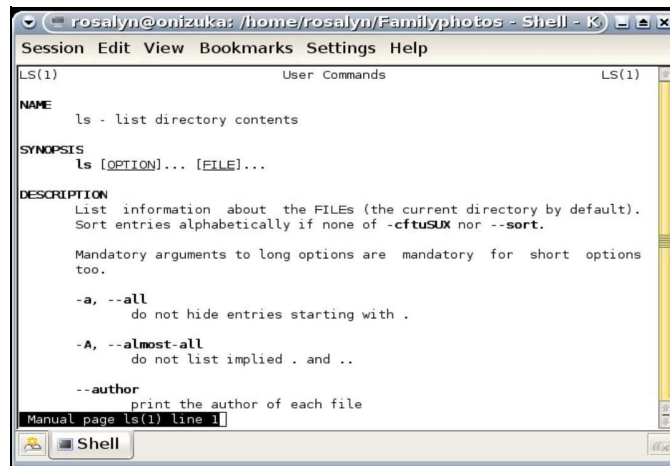 rosalyn@onizuka: /home/rosalyn/Familyphotos - Shell - K
Session Edit View Bookmarks Settings Help
LS(1) User Commands LS(1)
NAME
ls - list directory contents
SYNOPSIS
ls [OPTION]... [FILE]...
DESCRIPTION
List information about the FILEs (the current directory by default).
Sort entries alphabetically if none of -cftuSUX nor --sort.
Mandatory arguments to long options are mandatory for short options
too.
-a, --all
do not hide entries starting with .
-A, --almost-all
do not list implied . and ..
--author
print the author of each file
Manual page ls(1) line 1
Shell